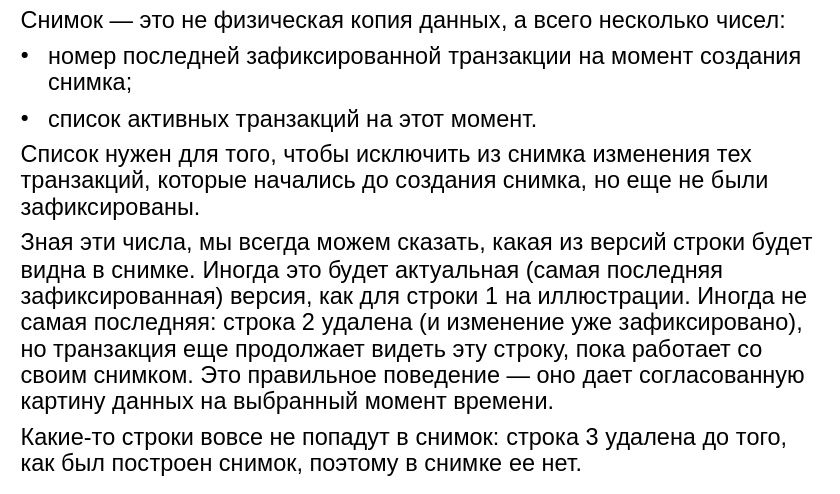 Снимок — это не физическая копия данных, а всего несколько чисел:
• номер последней зафиксированной транзакции на момент создания
снимка;
• список активных транзакций на этот момент.
Список нужен для того, чтобы исключить из снимка изменения тех
транзакций, которые начались до создания снимка, но еще не были
зафиксированы.
Зная эти числа, мы всегда можем сказать, какая из версий строки будет
видна в снимке. Иногда это будет актуальная (самая последняя
зафиксированная) версия, как для строки 1 на иллюстрации. Иногда не
самая последняя: строка 2 удалена (и изменение уже зафиксировано),
но транзакция еще продолжает видеть эту строку, пока работает со
своим снимком. Это правильное поведение — оно дает согласованную
картину данных на выбранный момент времени.
Какие-то строки вовсе не попадут в снимок: строка 3 удалена до того,
как был построен снимок, поэтому в снимке ее нет.